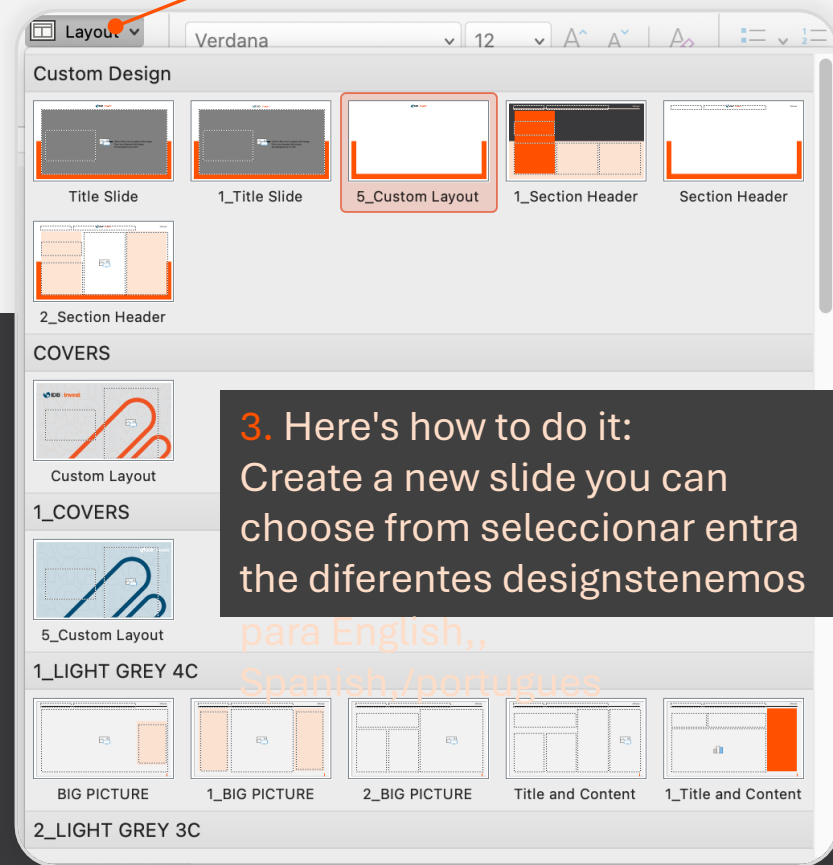 Layout
Verdana
12
Custom Design
Title Slide
1_Title Slide
5_Custom Layout
1_Section Header
Section Header
2_Section Header
COVERS
IDB Invest
Custom Layout
3. Here's how to do it:
Create a new slide you can
choose from seleccionar entra
the diferentes designstenemos
para English,,
Spanish,/portugues
1_COVERS
5_Custom Layout
1_LIGHT GREY 4C
BIG PICTURE
1_BIG PICTURE
2_BIG PICTURE
Title and Content
1_Title and Content
2_LIGHT GREY 3C